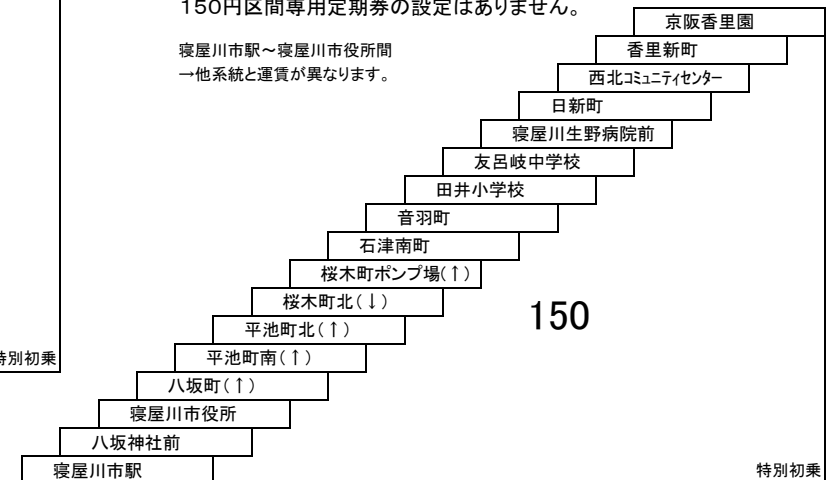 150円区間専用定期券の設定はありません。
寝屋川市駅～寝屋川市役所間
→他系統と運賃が異なります。
京阪香里園
香里新町
西北コミュニティセンター
日新町
寝屋川生野病院前
友呂岐中学校
田井小学校
音羽町
石津南町
桜木町ポンプ場(↑)
桜木町北(↓)
150
平池町北(↑)
平池町南(↑)
特別初乗
八坂町(↑)
寝屋川市役所
八坂神社前
寝屋川市駅
特別初乗